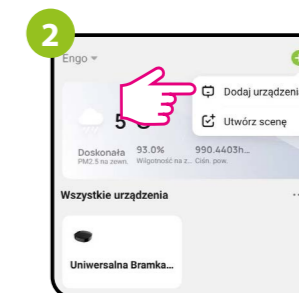 2
Engo
Dodaj urządzeni
Utwórz scenę
Doskonała 93.0% 990.4403h...
PM2.5 na zewn. Wilgotność na z... Ciśn. pow.
Wszystkie urządzenia ...
Uniwersalna Bramka...